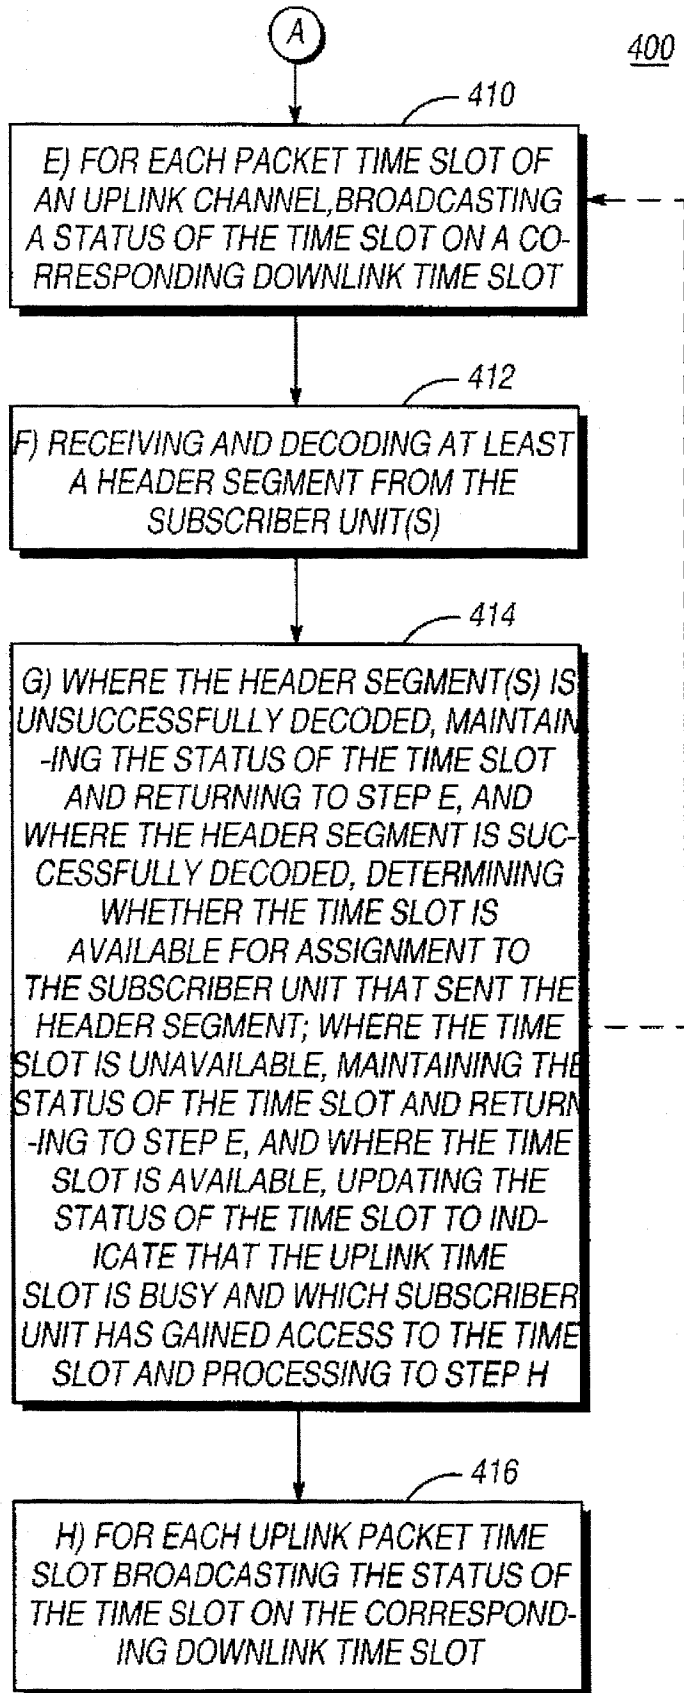 A
400
410
E) FOR EACH PACKET TIME SLOT OF
AN UPLINK CHANNEL,BROADCASTING
A STATUS OF THE TIME SLOT ON A CO-
RRESPONDING DOWNLINK TIME SLOT
412
F) RECEIVING AND DECODING AT LEAST
A HEADER SEGMENT FROM THE
SUBSCRIBER UNIT(S)
414
G) WHERE THE HEADER SEGMENT(S) IS
UNSUCCESSFULLY DECODED, MAINTAIN
-ING THE STATUS OF THE TIME SLOT
AND RETURNING TO STEP E, AND
WHERE THE HEADER SEGMENT IS SUC-
CESSFULLY DECODED, DETERMINING
WHETHER THE TIME SLOT IS
AVAILABLE FOR ASSIGNMENT TO
THE SUBSCRIBER UNIT THAT SENT THE
HEADER SEGMENT; WHERE THE TIME
SLOT IS UNAVAILABLE, MAINTAINING THE
STATUS OF THE TIME SLOT AND RETURN
-ING TO STEP E, AND WHERE THE TIME
SLOT IS AVAILABLE, UPDATING THE
STATUS OF THE TIME SLOT TO IND-
ICATE THAT THE UPLINK TIME
SLOT IS BUSY AND WHICH SUBSCRIBER
UNIT HAS GAINED ACCESS TO THE TIME
SLOT AND PROCESSING TO STEP H
416
H) FOR EACH UPLINK PACKET TIME
SLOT BROADCASTING THE STATUS OF
THE TIME SLOT ON THE CORRESPOND-
ING DOWNLINK TIME SLOT